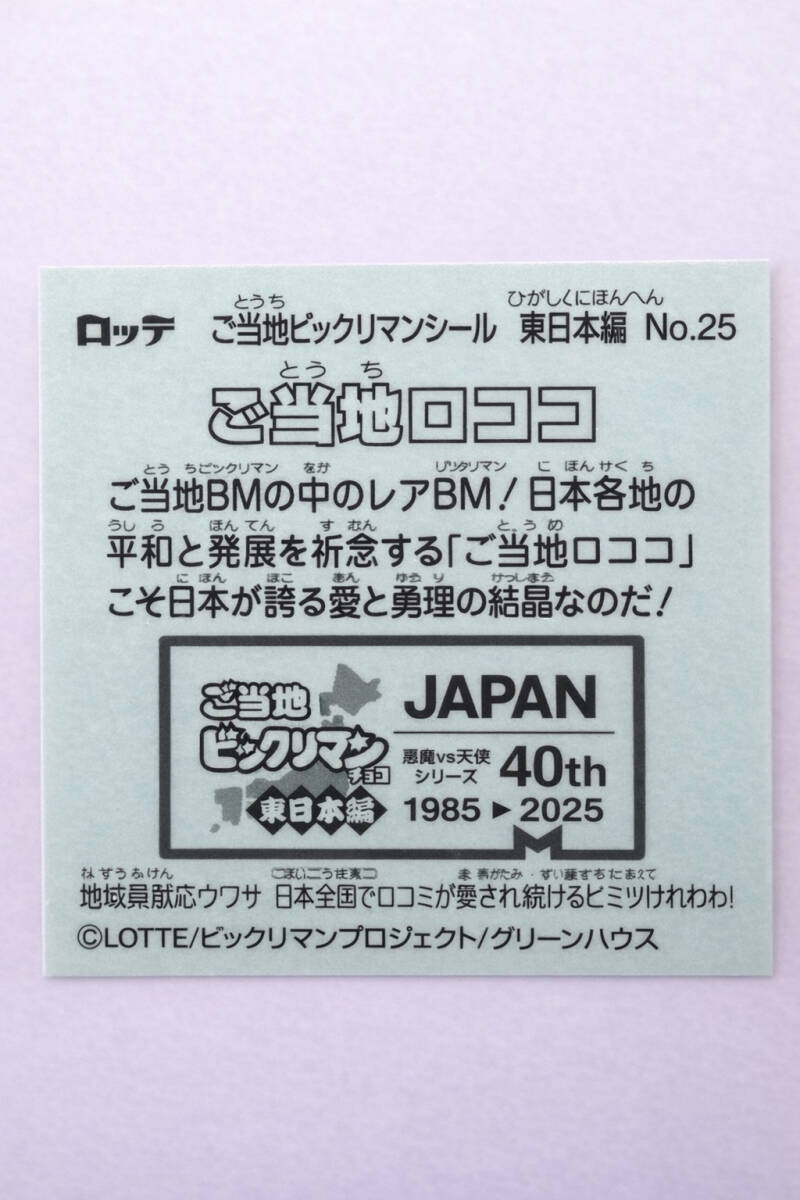 ロッテ ご当地ビックリマンシール 東日本編 No.25
ご当地ロココ
ご当地BMの中のレアBM！日本各地の
平和と発展を祈念する「ご当地ロココ」
こそ日本が誇る愛と勇理の結晶なのだ！
ご当地
ビックリマン
チョコ
東日本編
JAPAN
悪魔vs天使
シリーズ 40th
1985▶2025
地域員献応ウワサ 日本全国で口コミが愛され続けるヒミツけれわわ！
©LOTTE/ビックリマンプロジェクト/グリーンハウス